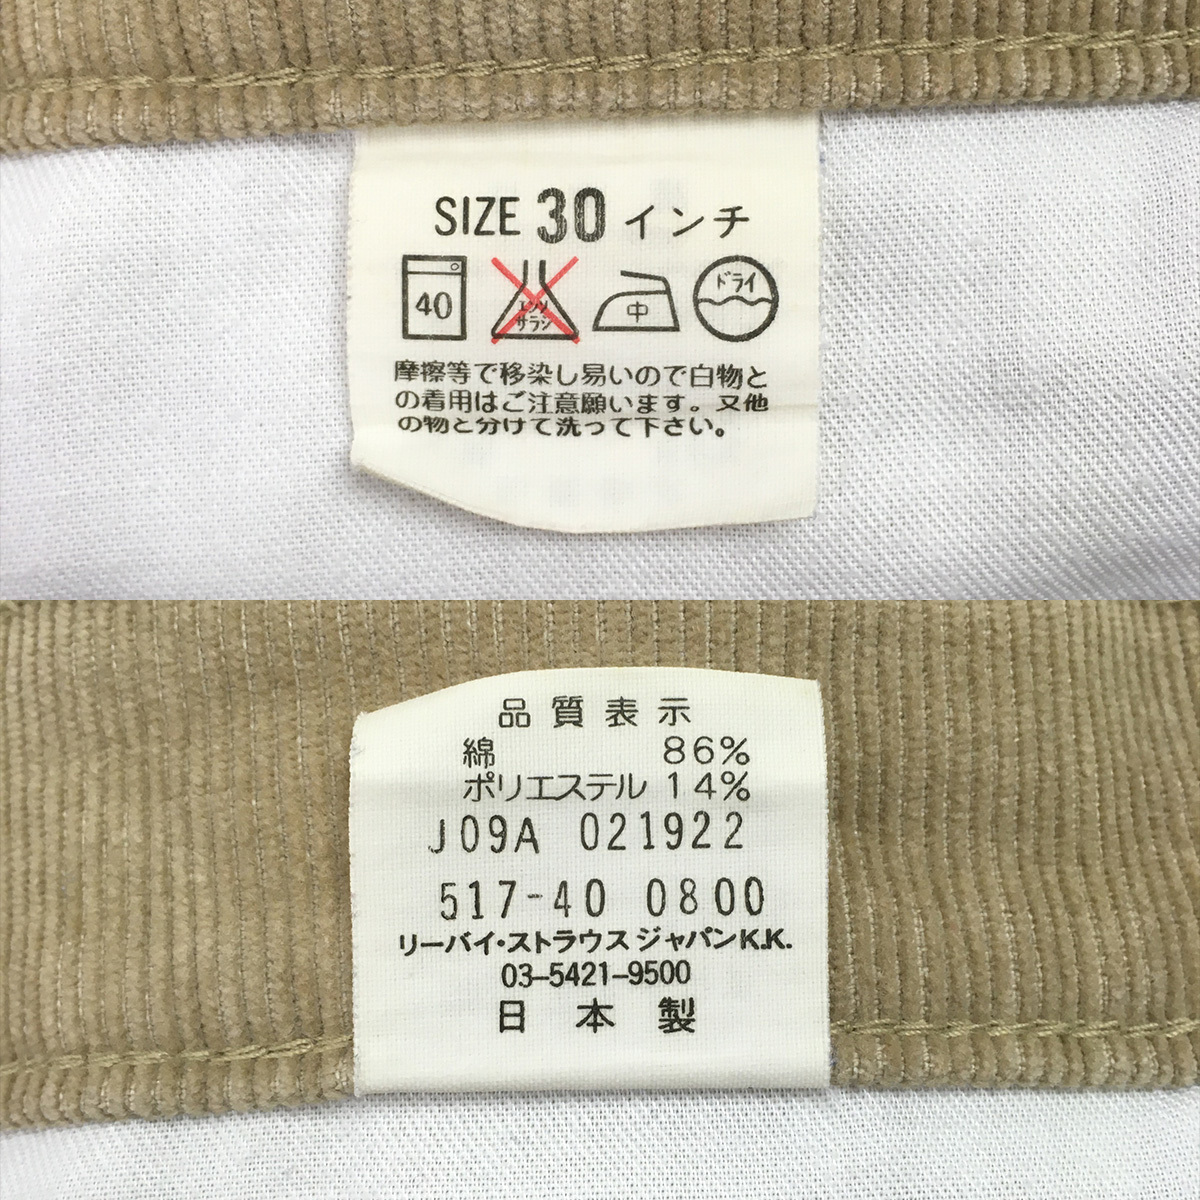 SIZE 30 インチ
40 エンソサラシ 中 ドライ
摩擦等で移染し易いので白物と
の着用はご注意願います。又他
の物と分けて洗って下さい。
品質表示
綿 86%
ポリエステル 14%
J09A 021922
517-40 0800
リーバイ・ストラウス ジャパンK.K.
03-5421-9500
日本製